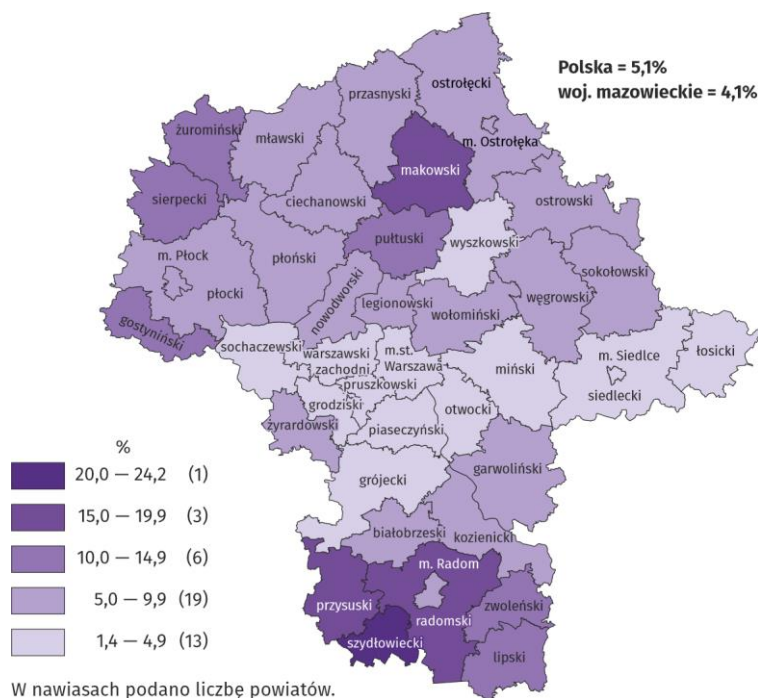 Polska = 5,1%
woj. mazowieckie = 4,1%
ostrołęcki
przasnyski
żuromiński
mławski
m. Ostrołęka
makowski
sierpecki
ciechanowski
ostrowski
pułtuski
wyszkowski
m. Płock
płoński
sokołowski
płocki
nowodworski
legionowski
wołomiński
węgrowski
gostyniński
sochaczewski
warszawski
zachodni
m.st.
Warszawa
miński
m. Siedlce
łosicki
pruszkowski
siedlecki
grodziski
otwocki
piaseczyński
żyrardowski
garwoliński
grójecki
białobrzeski
kozienicki
m. Radom
przysuski
zwoleński
radomski
szydłowiecki
lipski
%
20,0 — 24,2 (1)
15,0 — 19,9 (3)
10,0 — 14,9 (6)
5,0 — 9,9 (19)
1,4 — 4,9 (13)
W nawiasach podano liczbę powiatów.